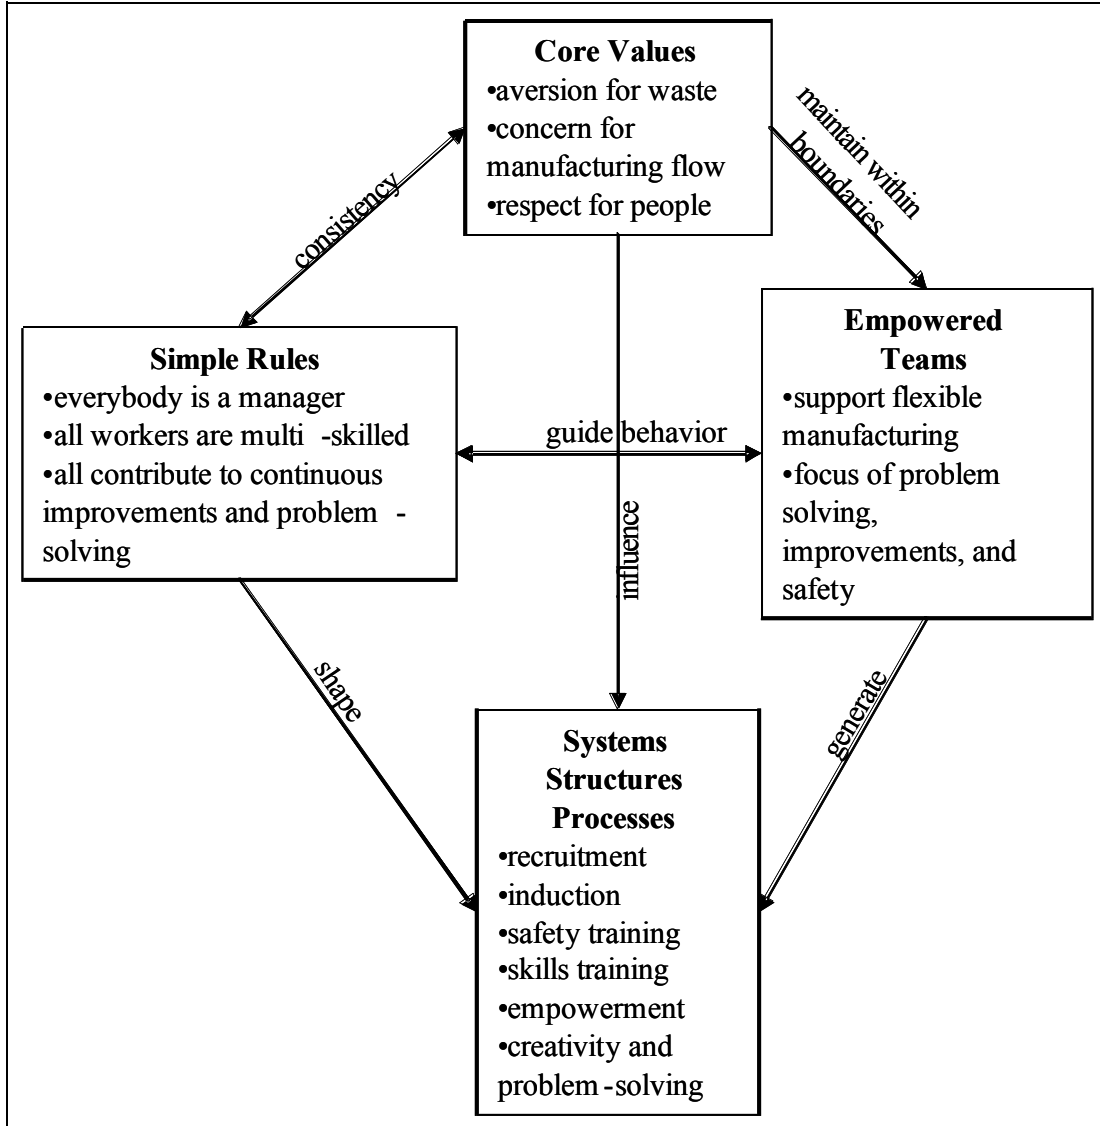 Core Values
•aversion for waste
•concern for
manufacturing flow
•respect for people
maintain within
boundaries
consistency
Simple Rules
•everybody is a manager
•all workers are multi -skilled
•all contribute to continuous
improvements and problem -
solving
guide behavior
Empowered
Teams
•support flexible
manufacturing
•focus of problem
solving,
improvements, and
safety
influence
shape
generate
Systems
Structures
Processes
•recruitment
•induction
•safety training
•skills training
•empowerment
•creativity and
problem -solving